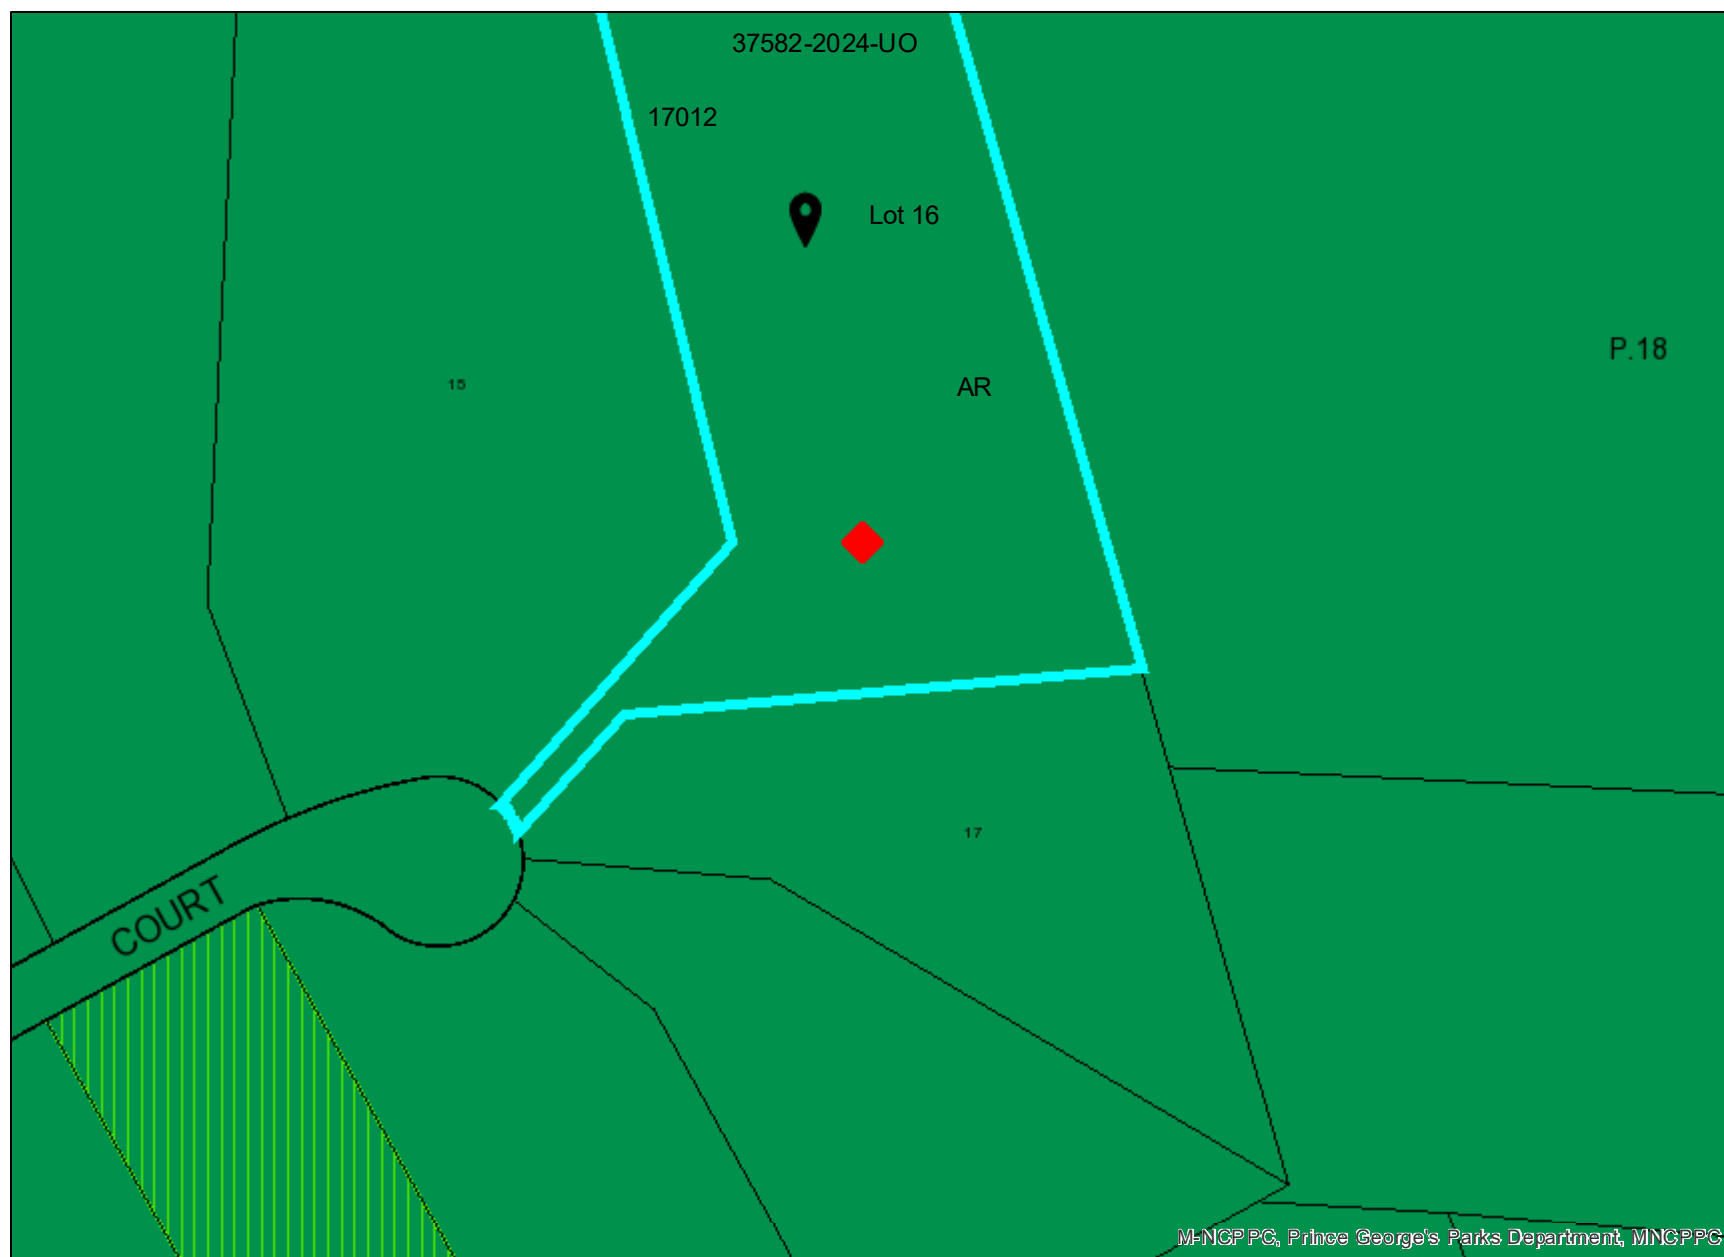 37582-2024-UO
17012
Lot 16
P.18
15
AR
17
COURT
M-NCPPC, Prince George's Parks Department, MNCPPC